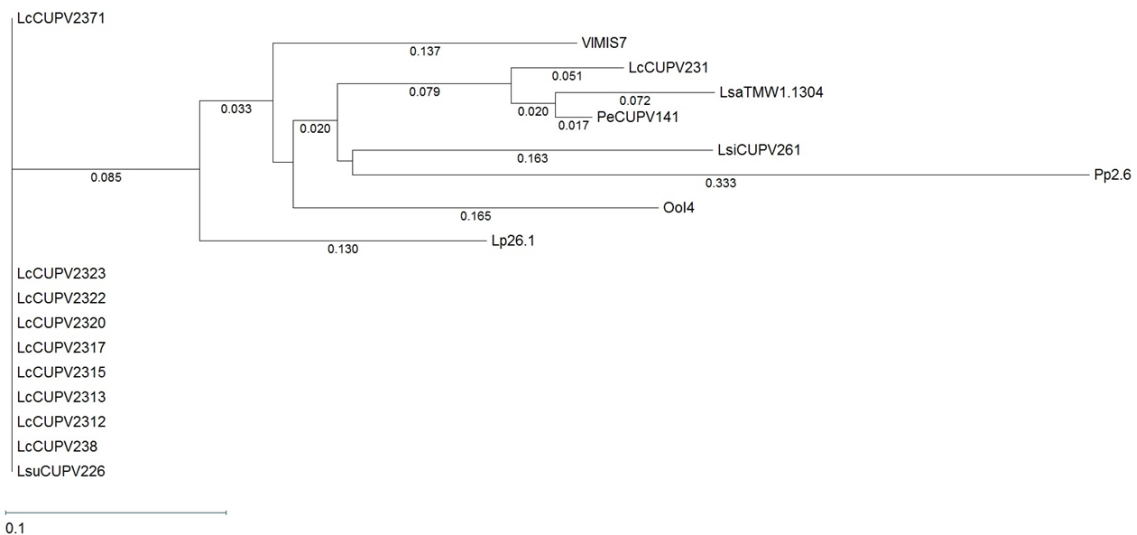 LcCUPV2371
VIMIS7
0.137
LcCUPV231
0.051
0.079
LsaTMW1.1304
0.072
0.033
0.020
PeCUPV141
0.020
0.017
LsiCUPV261
0.163
0.085
Pp2.6
0.333
OoI4
0.165
Lp26.1
0.130
LcCUPV2323
LcCUPV2322
LcCUPV2320
LcCUPV2317
LcCUPV2315
LcCUPV2313
LcCUPV2312
LcCUPV238
LsuCUPV226
0.1